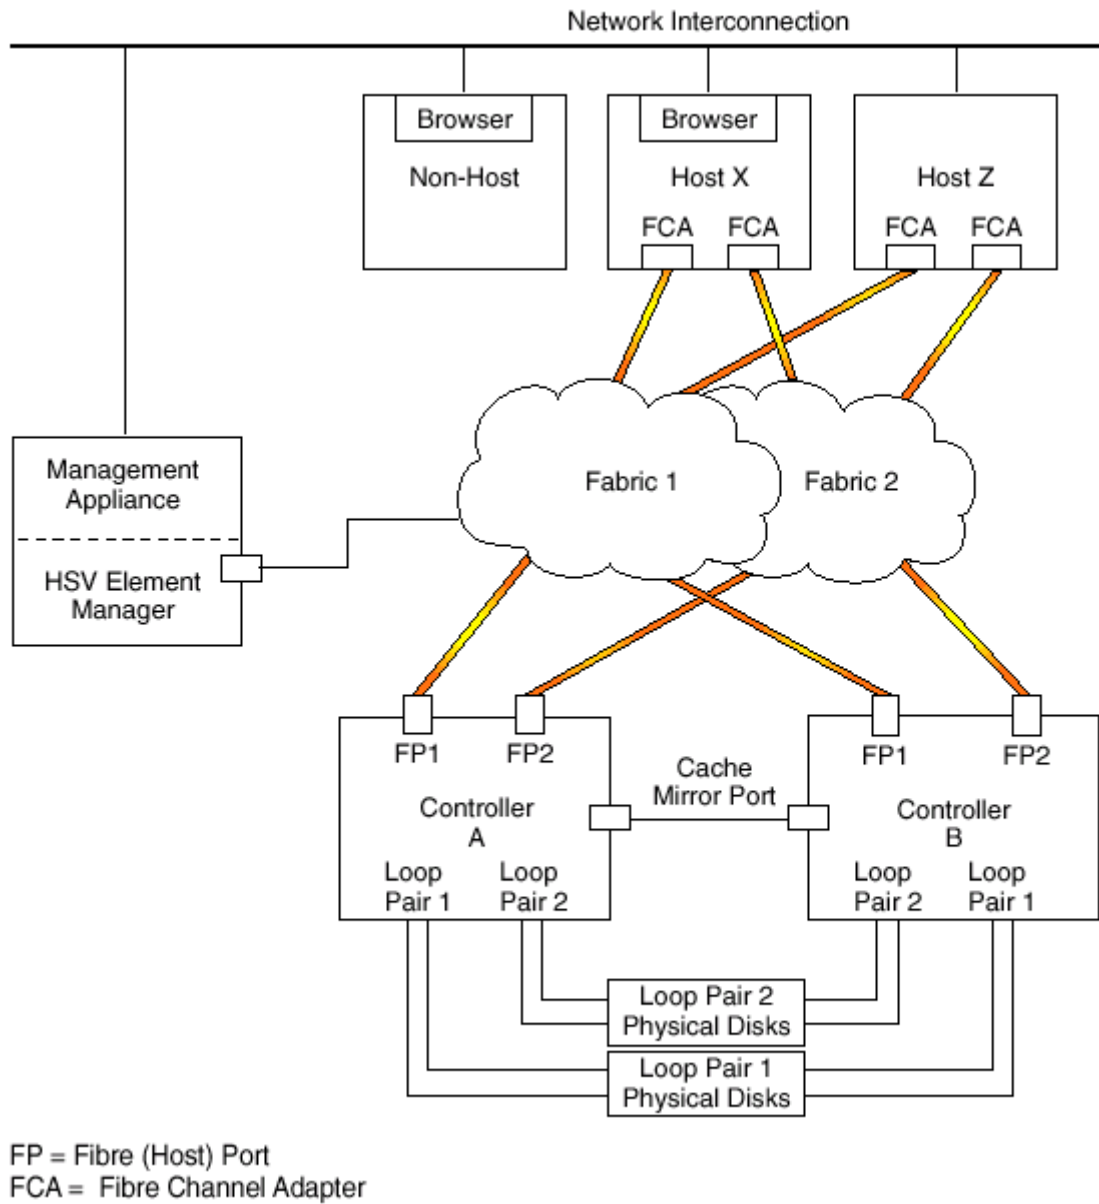 Network Interconnection
Browser
Browser
Non-Host
Host X
Host Z
FCA
FCA
FCA
FCA
Management
Appliance
Fabric 1
Fabric 2
HSV Element
Manager
FP1
FP2
FP1
FP2
Cache
Mirror Port
Controller
A
Controller
B
Loop
Pair 1
Loop
Pair 2
Loop
Pair 2
Loop
Pair 1
Loop Pair 2
Physical Disks
Loop Pair 1
Physical Disks
FP = Fibre (Host) Port
FCA = Fibre Channel Adapter